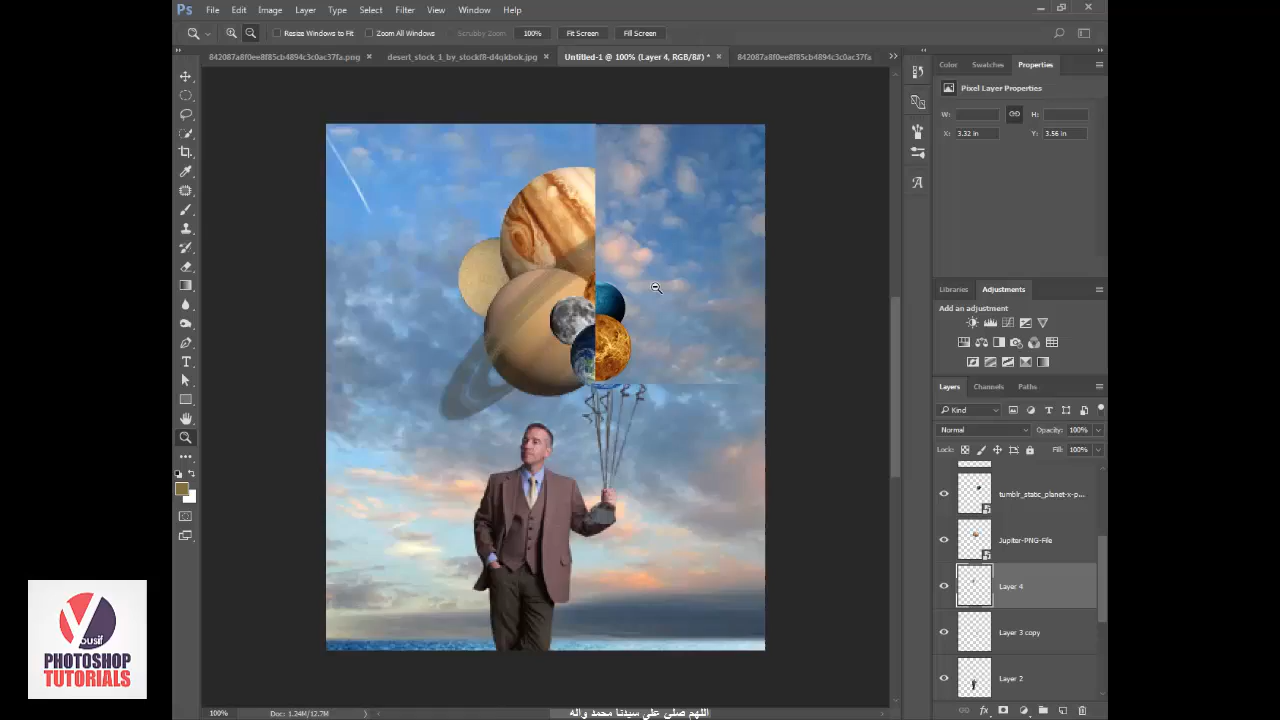 Ps File Edit Image Layer Type Select Filter View Window Help
Resize Windows to Fit Zoom All Windows Scrubby Zoom 100% Fit Screen Fill Screen
842087a8f0ee8f85cb4894c3c0ac37fa.png × desert_stock_1_by_stockf8-d4qkbok.jpg × Untitled-1 @ 100% (Layer 4, RGB/8#) * × 842087a8f0ee8f85cb4894c3c0ac37fa
Color Swatches Properties
Pixel Layer Properties
W: H:
X: 3.32 in Y: 3.56 in
Libraries Adjustments
Add an adjustment
Layers Channels Paths
Kind
Normal Opacity: 100%
Lock: Fill: 100%
tumblr_static_planet-x-p...
Jupiter-PNG-File
Layer 4
Layer 3 copy
Layer 2
Yousif
PHOTOSHOP
TUTORIALS
100% Doc: 1.34M/12.7M
اللهم صلي علي سيدنا محمد واله